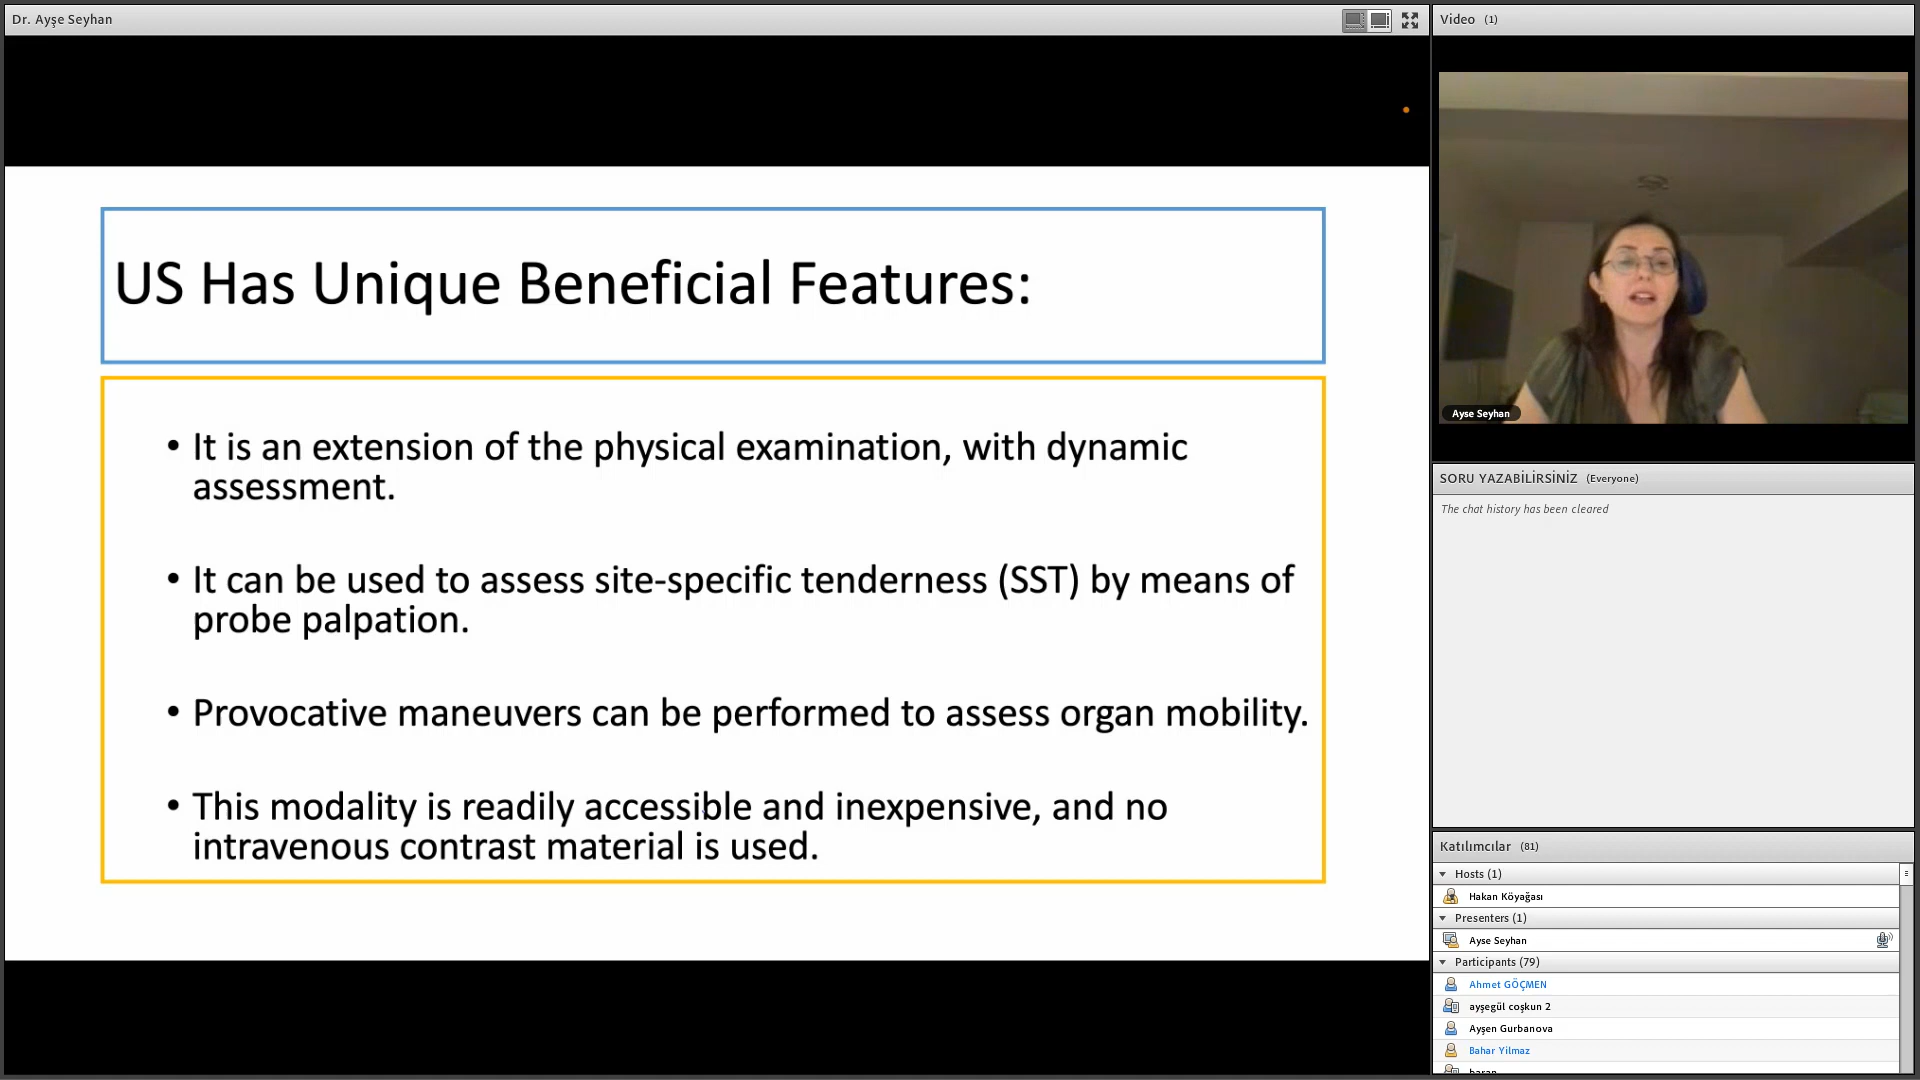 Dr. Ayşe Seyhan
US Has Unique Beneficial Features:
• It is an extension of the physical examination, with dynamic
assessment.
• It can be used to assess site-specific tenderness (SST) by means of
probe palpation.
• Provocative maneuvers can be performed to assess organ mobility.
• This modality is readily accessible and inexpensive, and no
intravenous contrast material is used.
Video (1)
Ayse Seyhan
SORU YAZABİLİRSİNİZ (Everyone)
The chat history has been cleared
Katılımcılar (81)
Hosts (1)
Hakan Köyağası
Presenters (1)
Ayse Seyhan
Participants (79)
Ahmet GÖÇMEN
ayşegül coşkun 2
Ayşen Gurbanova
Bahar Yilmaz